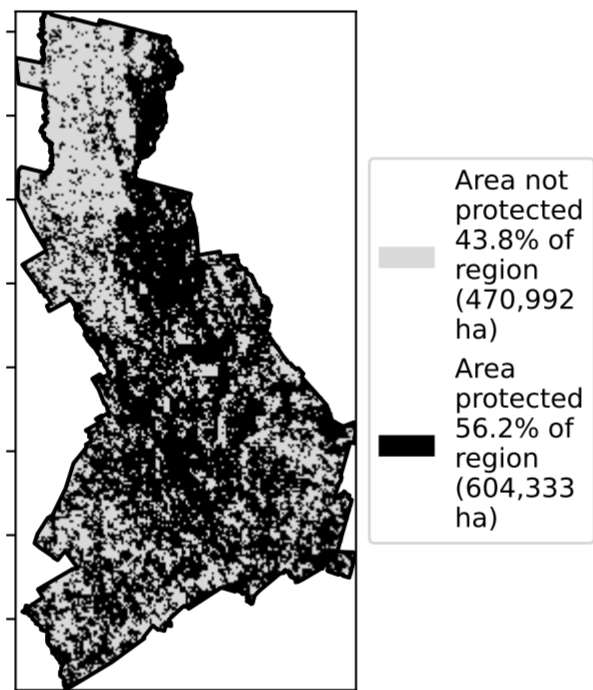 Area not
protected
43.8% of
region
(470,992
ha)
Area
protected
56.2% of
region
(604,333
ha)